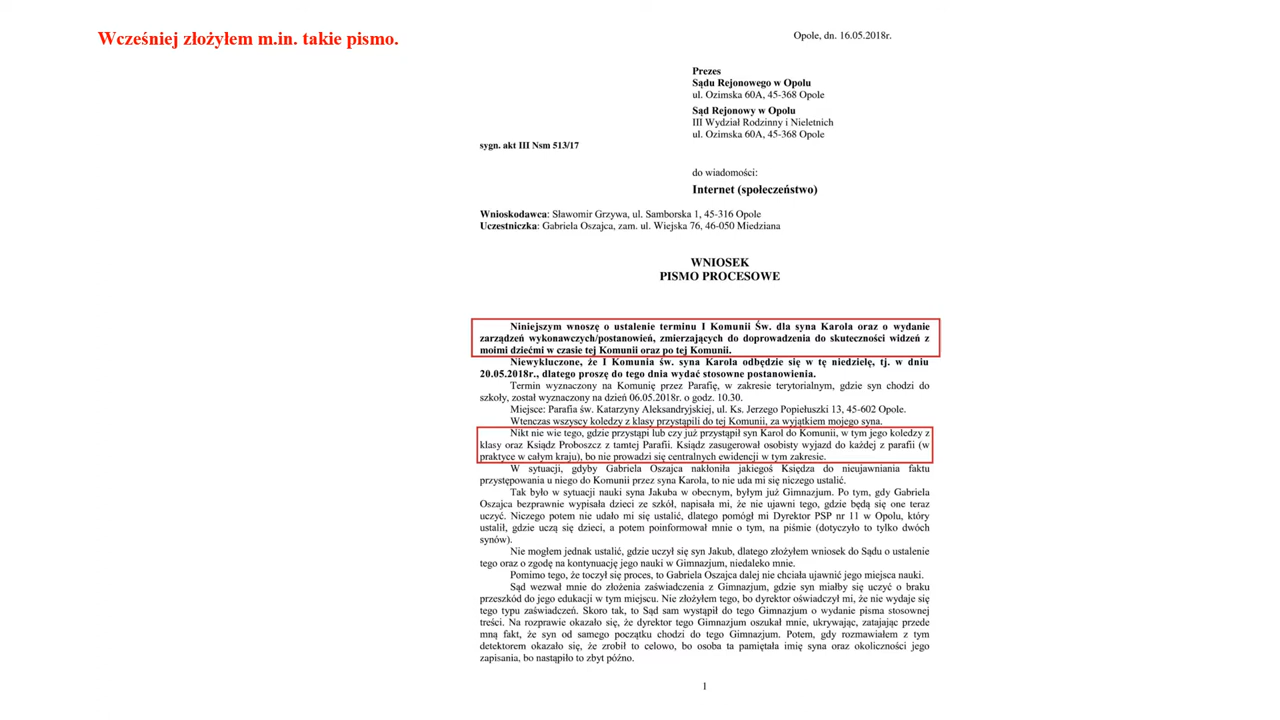 Wcześniej złożyłem m.in. takie pismo.
Opole, dn. 16.05.2018r.
Prezes
Sądu Rejonowego w Opolu
ul. Ozimska 60A, 45-368 Opole
Sąd Rejonowy w Opolu
III Wydział Rodzinny i Nieletnich
ul. Ozimska 60A, 45-368 Opole
sygn. akt III Nsm 513/17
do wiadomości:
Internet (społeczeństwo)
Wnioskodawca: Sławomir Grzywa, ul. Samborska 1, 45-316 Opole
Uczestniczka: Gabriela Oszajca, zam. ul. Wiejska 76, 46-050 Miedziana
WNIOSEK
PISMO PROCESOWE
Niniejszym wnoszę o ustalenie terminu I Komunii Św. dla syna Karola oraz o wydanie
zarządzeń wykonawczych/postanowień, zmierzających do doprowadzenia do skuteczności widzeń z
moimi dziećmi w czasie tej Komunii oraz po tej Komunii.
Niewykluczone, że I Komunia św. syna Karola odbędzie się w tę niedzielę, tj. w dniu
20.05.2018r., dlatego proszę do tego dnia wydać stosowne postanowienia.
Termin wyznaczony na Komunię przez Parafię, w zakresie terytorialnym, gdzie syn chodzi do
szkoły, został wyznaczony na dzień 06.05.2018r. o godz. 10.30.
Miejsce: Parafia św. Katarzyny Aleksandryjskiej, ul. Ks. Jerzego Popiełuszki 13, 45-602 Opole.
Wtenczas wszyscy koledzy z klasy przystąpili do tej Komunii, za wyjątkiem mojego syna.
Nikt nie wie tego, gdzie przystąpi lub czy już przystąpił syn Karol do Komunii, w tym jego koledzy z
klasy oraz Ksiądz Proboszcz z tamtej Parafii. Ksiądz zasugerował osobisty wyjazd do każdej z parafii (w
praktyce w całym kraju), bo nie prowadzi się centralnych ewidencji w tym zakresie.
W sytuacji, gdyby Gabriela Oszajca nakłoniła jakiegoś Księdza do nieujawniania faktu
przystępowania u niego do Komunii przez syna Karola, to nie uda mi się niczego ustalić.
Tak było w sytuacji nauki syna Jakuba w obecnym, byłym już Gimnazjum. Po tym, gdy Gabriela
Oszajca bezprawnie wypisała dzieci ze szkół, napisała mi, że nie ujawni tego, gdzie będą się one teraz
uczyć. Niczego potem nie udało mi się ustalić, dlatego pomógł mi Dyrektor PSP nr 11 w Opolu, który
ustalił, gdzie uczą się dzieci, a potem poinformował mnie o tym, na piśmie (dotyczyło to tylko dwóch
synów).
Nie mogłem jednak ustalić, gdzie uczył się syn Jakub, dlatego złożyłem wniosek do Sądu o ustalenie
tego oraz o zgodę na kontynuację jego nauki w Gimnazjum, niedaleko mnie.
Pomimo tego, że toczył się proces, to Gabriela Oszajca dalej nie chciała ujawnić jego miejsca nauki.
Sąd wezwał mnie do złożenia zaświadczenia z Gimnazjum, gdzie syn miałby się uczyć o braku
przeszkód do jego edukacji w tym miejscu. Nie złożyłem tego, bo dyrektor oświadczył mi, że nie wydaje się
tego typu zaświadczeń. Skoro tak, to Sąd sam wystąpił do tego Gimnazjum o wydanie pisma stosownej
treści. Na rozprawie okazało się, że dyrektor tego Gimnazjum oszukał mnie, ukrywając, zatajając przede
mną fakt, że syn od samego początku chodzi do tego Gimnazjum. Potem, gdy rozmawiałem z tym
detektorem okazało się, że zrobił to celowo, bo osoba ta pamiętała imię syna oraz okoliczności jego
zapisania, bo nastąpiło to zbyt późno.
1